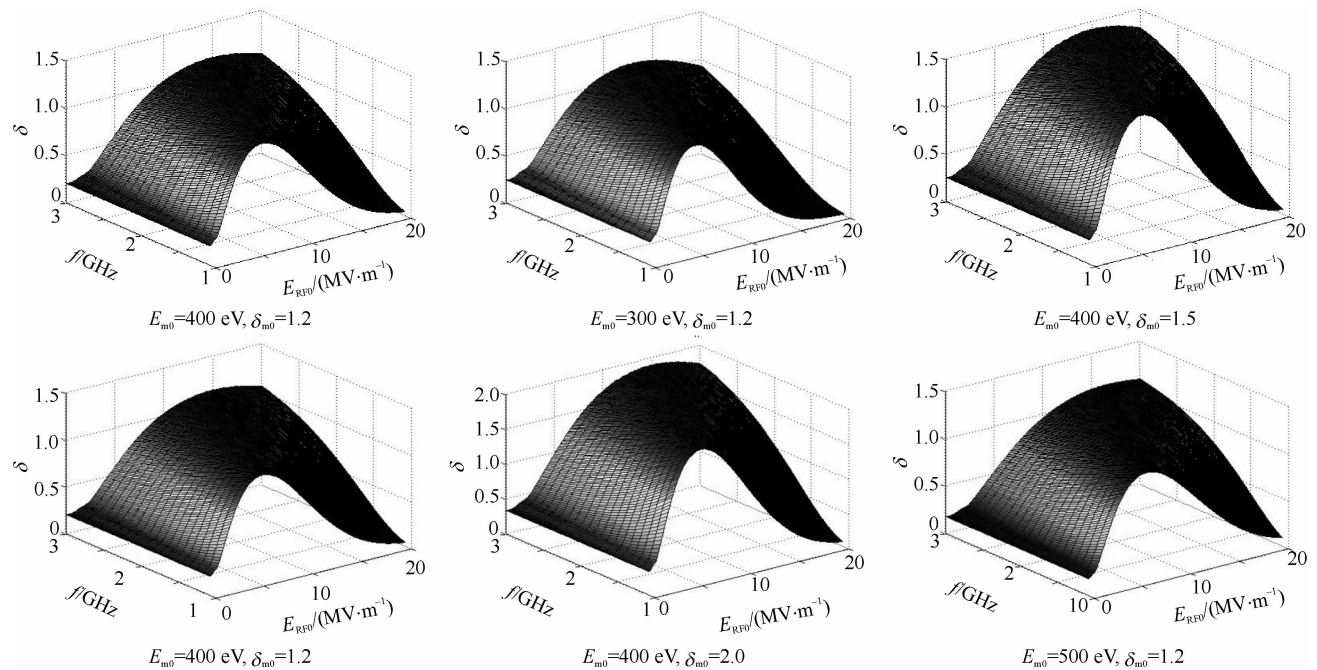 1.5
1.0
0.5
0
δ
3
2
1
f/GHz
0
10
20
E_RF0/(MV·m⁻¹)
E_m0=400 eV, δ_m0=1.2
1.5
1.0
0.5
0
δ
3
2
1
f/GHz
0
10
20
E_RF0/(MV·m⁻¹)
E_m0=300 eV, δ_m0=1.2
1.5
1.0
0.5
0
δ
3
2
1
f/GHz
0
10
20
E_RF0/(MV·m⁻¹)
E_m0=400 eV, δ_m0=1.5
1.5
1.0
0.5
0
δ
3
2
1
f/GHz
0
10
20
E_RF0/(MV·m⁻¹)
E_m0=400 eV, δ_m0=1.2
2.0
1.5
1.0
0.5
0
δ
3
2
1
f/GHz
0
10
20
E_RF0/(MV·m⁻¹)
E_m0=400 eV, δ_m0=2.0
1.5
1.0
0.5
0
δ
3
2
10
f/GHz
0
10
20
E_RF0/(MV·m⁻¹)
E_m0=500 eV, δ_m0=1.2